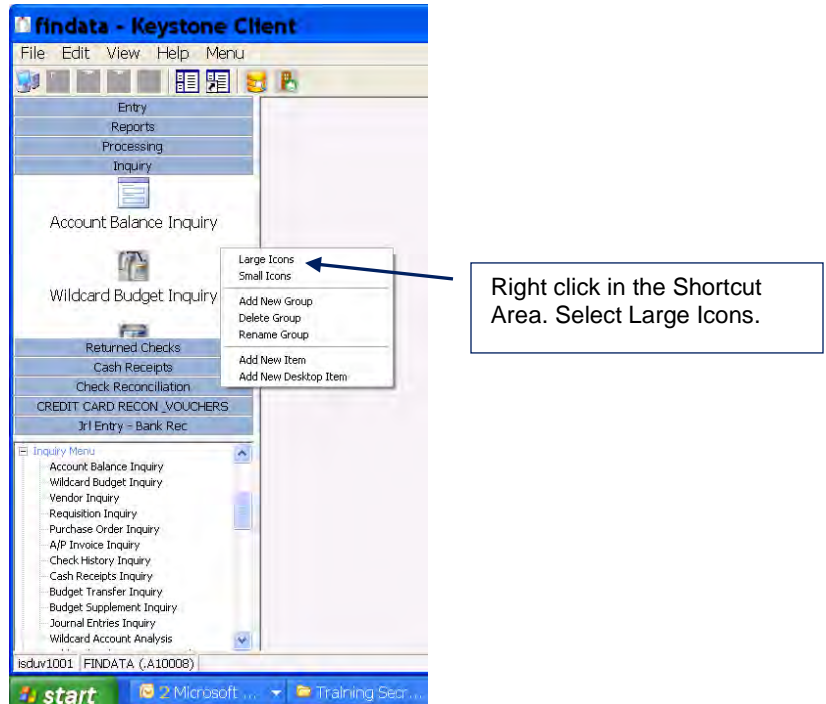 findata - Keystone Client
File Edit View Help Menu
Entry
Reports
Processing
Inquiry
Account Balance Inquiry
Wildcard Budget Inquiry
Large Icons
Small Icons
Add New Group
Delete Group
Rename Group
Add New Item
Add New Desktop Item
Right click in the Shortcut
Area. Select Large Icons.
Returned Checks
Cash Receipts
Check Reconciliation
CREDIT CARD RECON _VOUCHERS
Jrl Entry - Bank Rec
Inquiry Menu
Account Balance Inquiry
Wildcard Budget Inquiry
Vendor Inquiry
Requisition Inquiry
Purchase Order Inquiry
A/P Invoice Inquiry
Check History Inquiry
Cash Receipts Inquiry
Budget Transfer Inquiry
Budget Supplement Inquiry
Journal Entries Inquiry
Wildcard Account Analysis
isduv1001 FINDATA (.A10008)
start 2 Microsoft ... Training Secr...